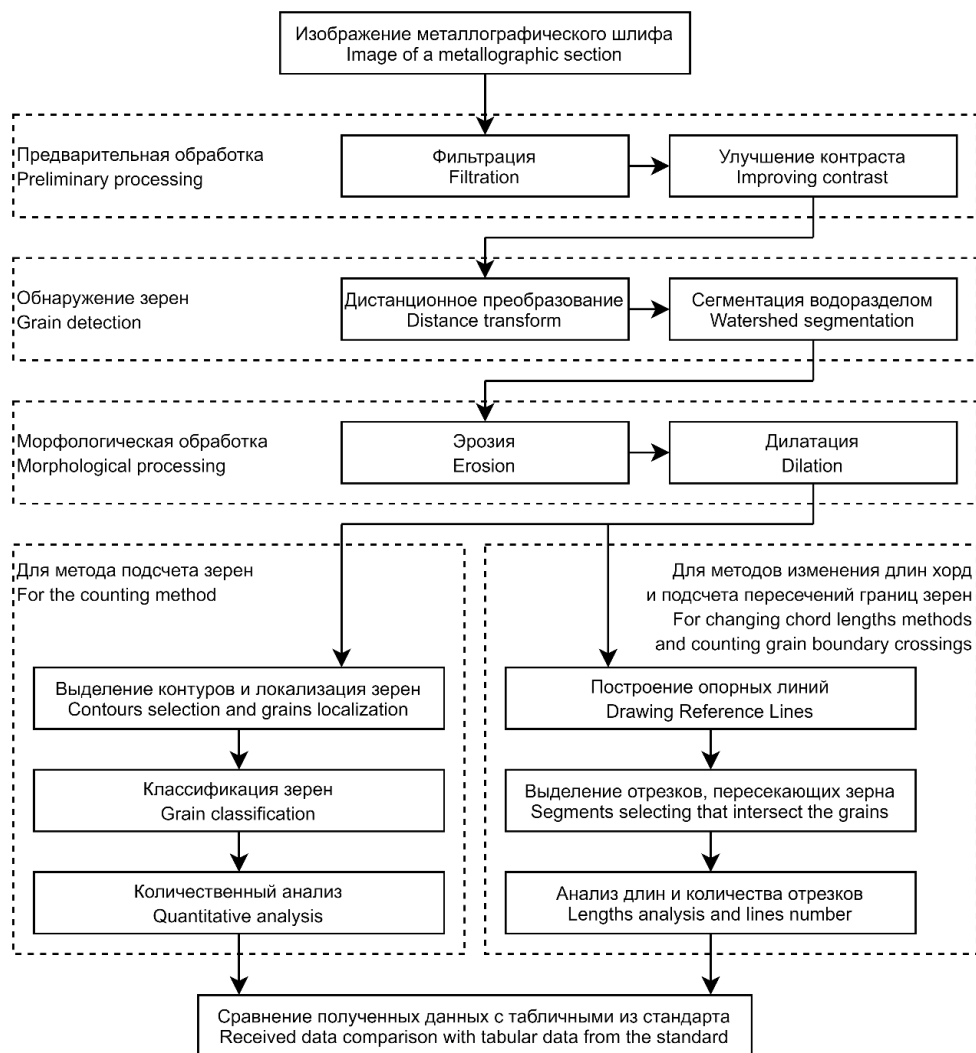 Изображение металлографического шлифа
Image of a metallographic section
Предварительная обработка
Preliminary processing
Фильтрация
Filtration
Улучшение контраста
Improving contrast
Обнаружение зерен
Grain detection
Дистанционное преобразование
Distance transform
Сегментация водоразделом
Watershed segmentation
Морфологическая обработка
Morphological processing
Эрозия
Erosion
Дилатация
Dilation
Для метода подсчета зерен
For the counting method
Выделение контуров и локализация зерен
Contours selection and grains localization
Классификация зерен
Grain classification
Количественный анализ
Quantitative analysis
Для методов изменения длин хорд
и подсчета пересечений границ зерен
For changing chord lengths methods
and counting grain boundary crossings
Построение опорных линий
Drawing Reference Lines
Выделение отрезков, пересекающих зерна
Segments selecting that intersect the grains
Анализ длин и количества отрезков
Lengths analysis and lines number
Сравнение полученных данных с табличными из стандарта
Received data comparison with tabular data from the standard